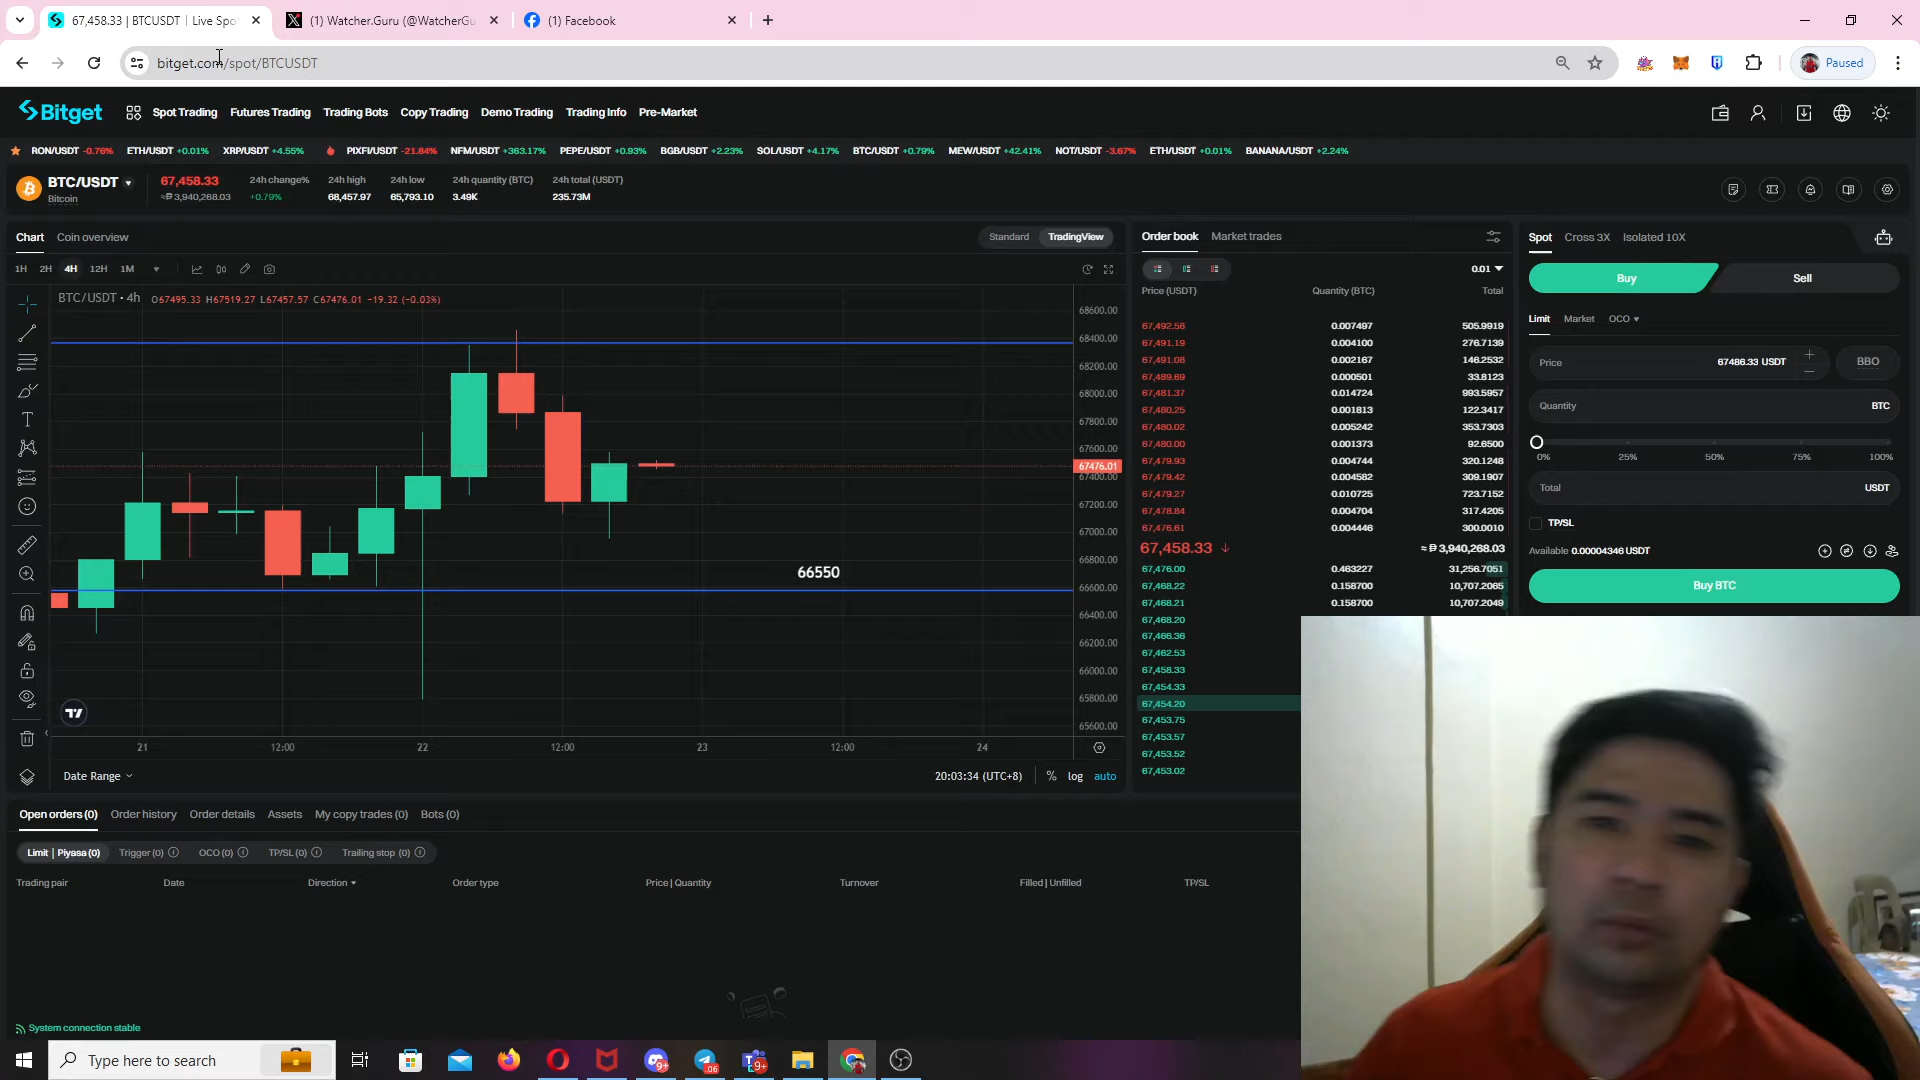 67,458.33 | BTCUSDT | Live Spo
(1) Watcher.Guru (@WatcherGu
(1) Facebook
bitget.com/spot/BTCUSDT
Paused
Bitget
Spot Trading
Futures Trading
Trading Bots
Copy Trading
Demo Trading
Trading Info
Pre-Market
RON/USDT -0.76%
ETH/USDT +0.01%
XRP/USDT +4.55%
PIXFI/USDT -21.84%
NFM/USDT +363.17%
PEPE/USDT +0.93%
BGB/USDT +2.23%
SOL/USDT +4.17%
BTC/USDT +0.79%
MEW/USDT +42.41%
NOT/USDT -3.67%
ETH/USDT +0.01%
BANANA/USDT +2.24%
BTC/USDT
Bitcoin
67,458.33
≈₱3,940,268.03
24h change%
+0.79%
24h high
68,457.97
24h low
65,793.10
24h quantity (BTC)
3.49K
24h total (USDT)
235.73M
Chart
Coin overview
Standard
TradingView
1H
2H
4H
12H
1M
BTC/USDT · 4h
O67495.33 H67519.27 L67457.57 C67476.01 -19.32 (-0.03%)
68600.00
68400.00
68200.00
68000.00
67800.00
67600.00
67476.01
67400.00
67200.00
67000.00
66800.00
66600.00
66400.00
66200.00
66000.00
65800.00
65600.00
66550
21
12:00
22
12:00
23
12:00
24
Date Range
20:03:34 (UTC+8)
%
log
auto
Order book
Market trades
0.01
Price (USDT) Quantity (BTC) Total
67,492.58 0.007497 505.9919
67,491.19 0.004100 276.7139
67,491.08 0.002167 146.2532
67,489.69 0.000501 33.8123
67,481.37 0.014724 993.5957
67,480.25 0.001813 122.3417
67,480.02 0.005242 353.7303
67,480.00 0.001373 92.6500
67,479.93 0.004744 320.1248
67,479.42 0.004582 309.1907
67,479.27 0.010725 723.7152
67,478.84 0.004704 317.4205
67,476.61 0.004446 300.0010
67,458.33 ↓ ≈ ₱3,940,268.03
67,476.00 0.463227 31,256.7051
67,468.22 0.158700 10,707.2065
67,468.21 0.158700 10,707.2049
67,468.20
67,466.36
67,462.53
67,458.33
67,454.33
67,454.20
67,453.75
67,453.57
67,453.52
67,453.02
Spot
Cross 3X
Isolated 10X
Buy
Sell
Limit
Market
OCO
Price 67486.33 USDT
BBO
Quantity BTC
0% 25% 50% 75% 100%
Total USDT
TP/SL
Available 0.00004346 USDT
Buy BTC
Open orders (0)
Order history
Order details
Assets
My copy trades (0)
Bots (0)
Limit | Piyasa (0)
Trigger (0)
OCO (0)
TP/SL (0)
Trailing stop (0)
Trading pair
Date
Direction
Order type
Price | Quantity
Turnover
Filled | Unfilled
TP/SL
System connection stable
Type here to search
9+
.06
9+